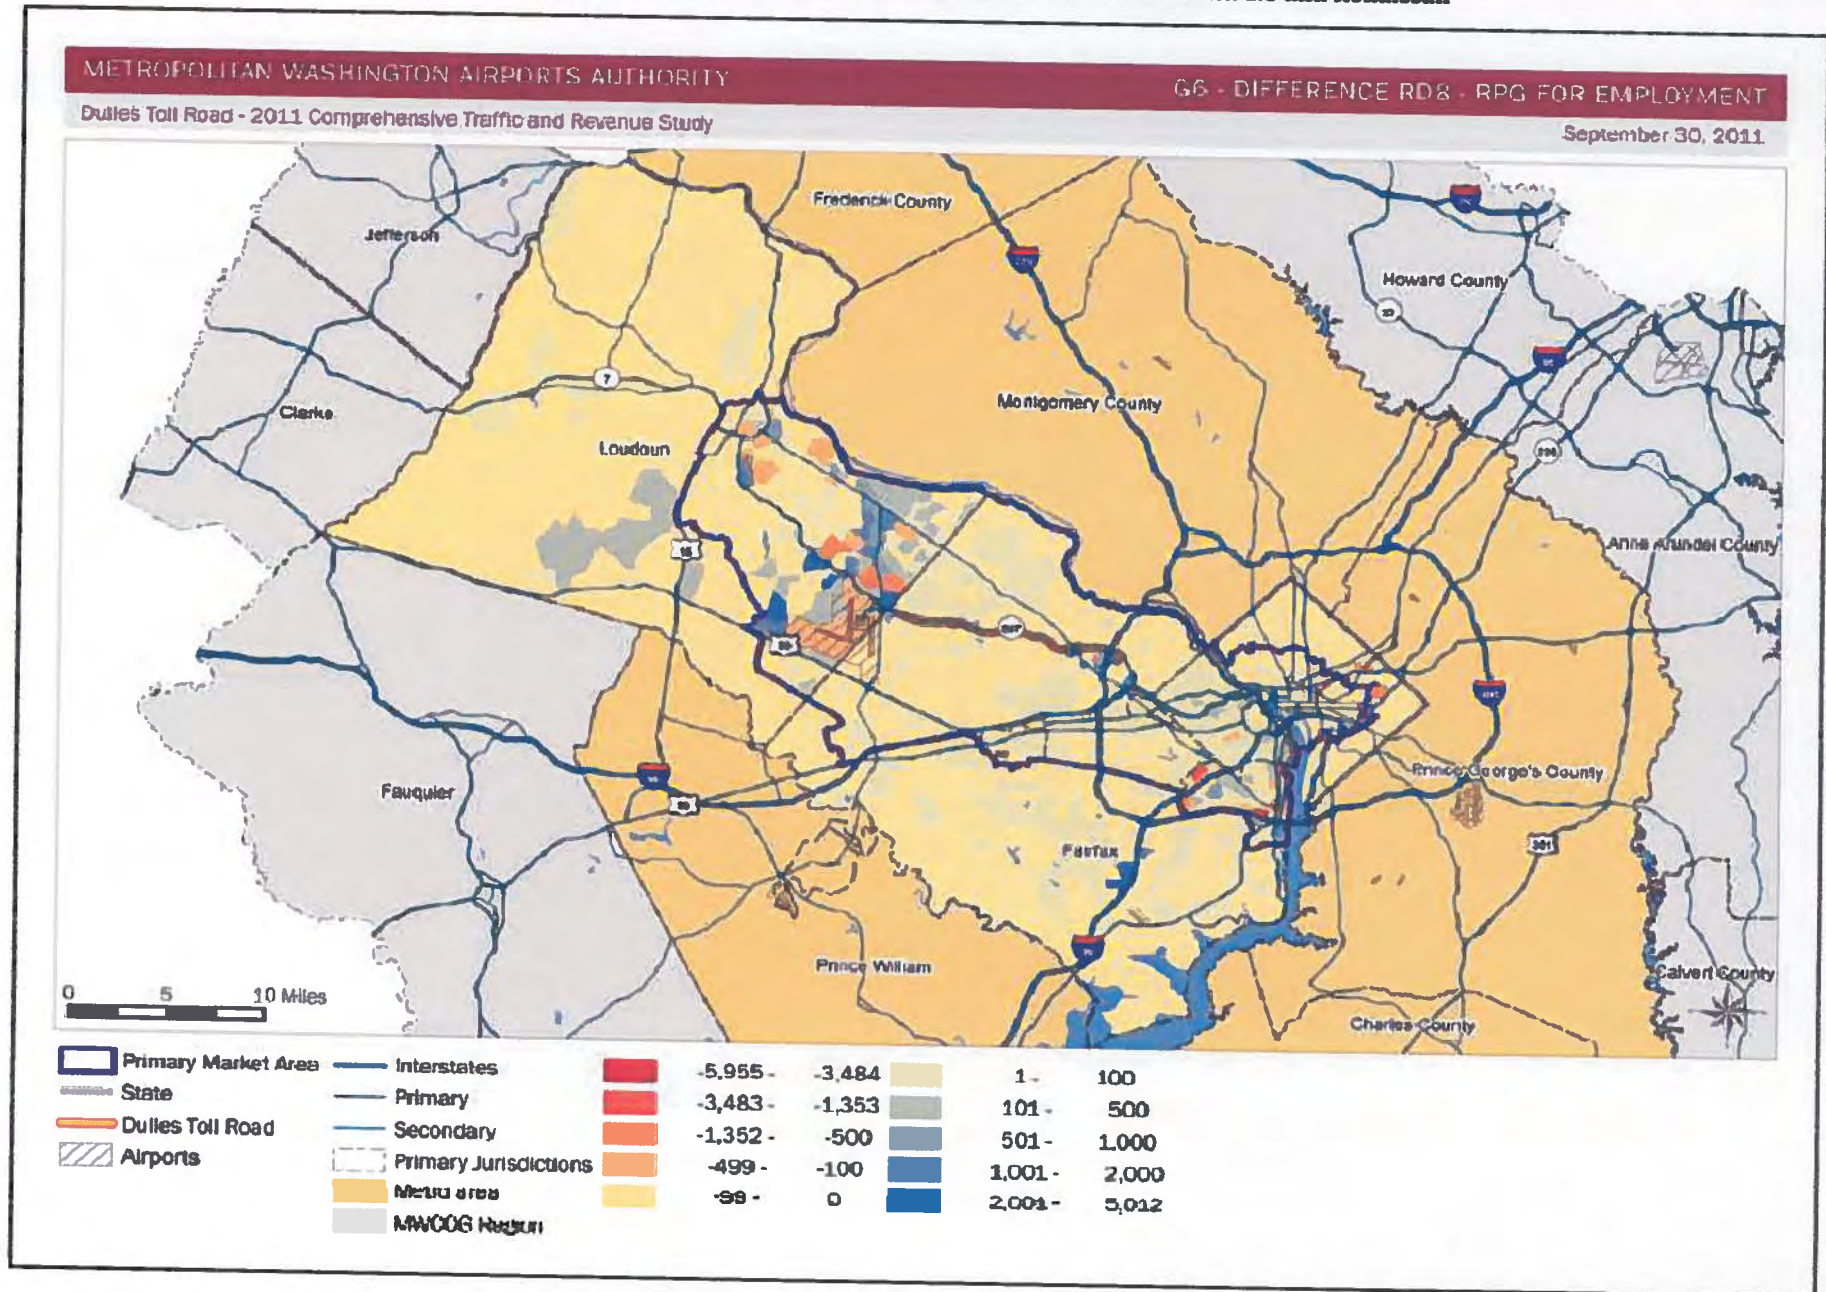 METROPOLITAN WASHINGTON AIRPORTS AUTHORITY
G6 - DIFFERENCE RD8 - RPG FOR EMPLOYMENT
Dulles Toll Road - 2011 Comprehensive Traffic and Revenue Study
September 30, 2011
Frederick County
Jefferson
Howard County
7
Clarke
Montgomery County
Loudoun
15
Anne Arundel County
Prince George's County
Fauquier
Fairfax
301
Prince William
Calvert County
Charles County
0 5 10 Miles
Primary Market Area
State
Dulles Toll Road
Airports
Interstates
Primary
Secondary
Primary Jurisdictions
Metro area
MWCOG Region
-5,955 - -3,484
-3,483 - -1,353
-1,352 - -500
-499 - -100
-99 - 0
1 - 100
101 - 500
501 - 1,000
1,001 - 2,000
2,001 - 5,012